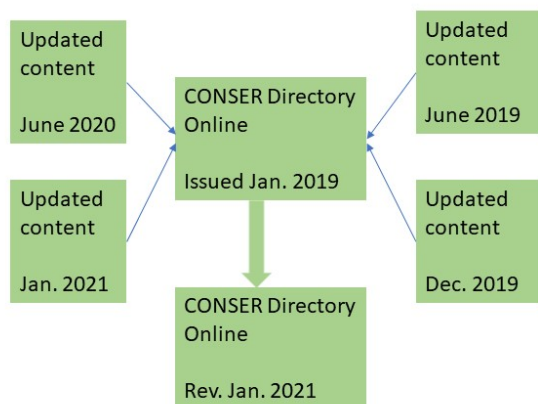 Updated
content
June 2020
CONSER Directory
Online
Issued Jan. 2019
Updated
content
June 2019
Updated
content
Jan. 2021
Updated
content
Dec. 2019
CONSER Directory
Online
Rev. Jan. 2021